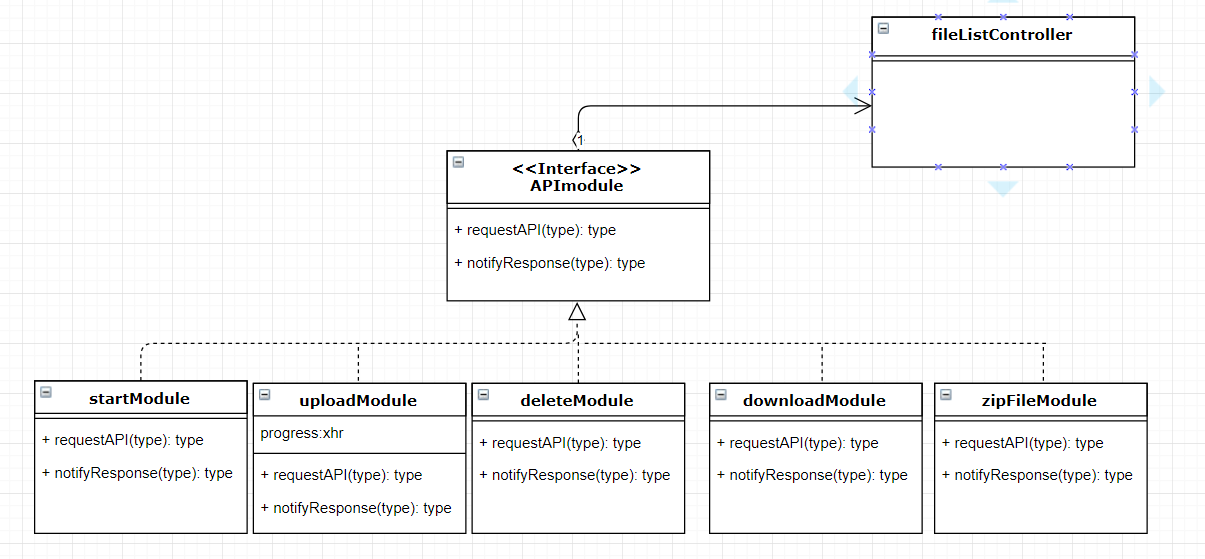 fileListController
1
<<Interface>>
APImodule
+ requestAPI(type): type
+ notifyResponse(type): type
startModule
+ requestAPI(type): type
+ notifyResponse(type): type
uploadModule
progress:xhr
+ requestAPI(type): type
+ notifyResponse(type): type
deleteModule
+ requestAPI(type): type
+ notifyResponse(type): type
downloadModule
+ requestAPI(type): type
+ notifyResponse(type): type
zipFileModule
+ requestAPI(type): type
+ notifyResponse(type): type